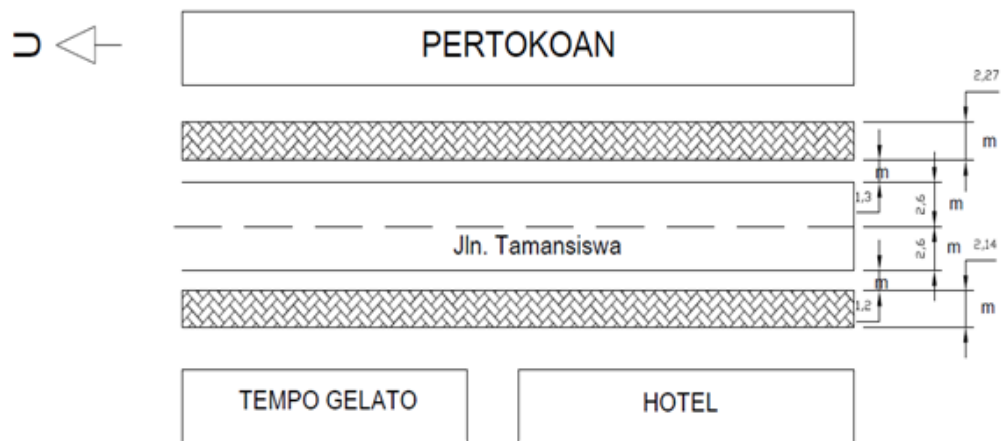 PERTOKOAN
U
2,27
m
m
1,3
2,6
m
Jln. Tamansiswa
2,6
m
2,14
m
1,2
m
TEMPO GELATO
HOTEL